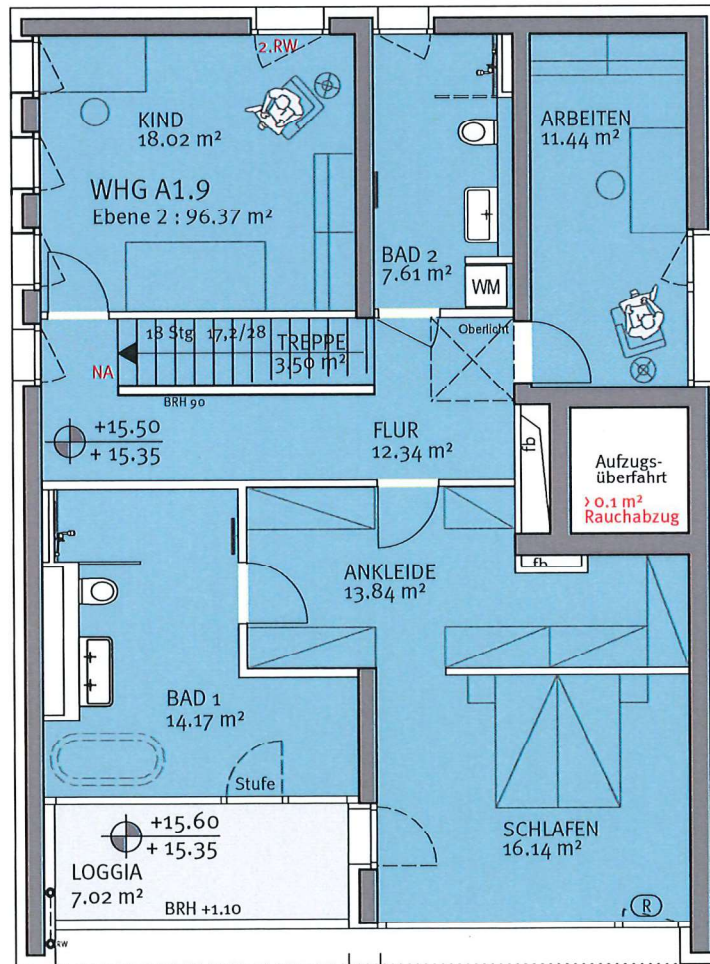 2.RW
KIND
18.02 m²
WHG A1.9
Ebene 2 : 96.37 m²
ARBEITEN
11.44 m²
BAD 2
7.61 m²
WM
18 Stg 17,2/28
TREPPE
3.50 m²
Oberlicht
NA
BRH 90
+15.50
+ 15.35
FLUR
12.34 m²
fb
Aufzugs-
überfahrt
> 0.1 m²
Rauchabzug
fb
ANKLEIDE
13.84 m²
BAD 1
14.17 m²
Stufe
+15.60
+ 15.35
LOGGIA
7.02 m²
BRH +1.10
SCHLAFEN
16.14 m²
r
R
RW